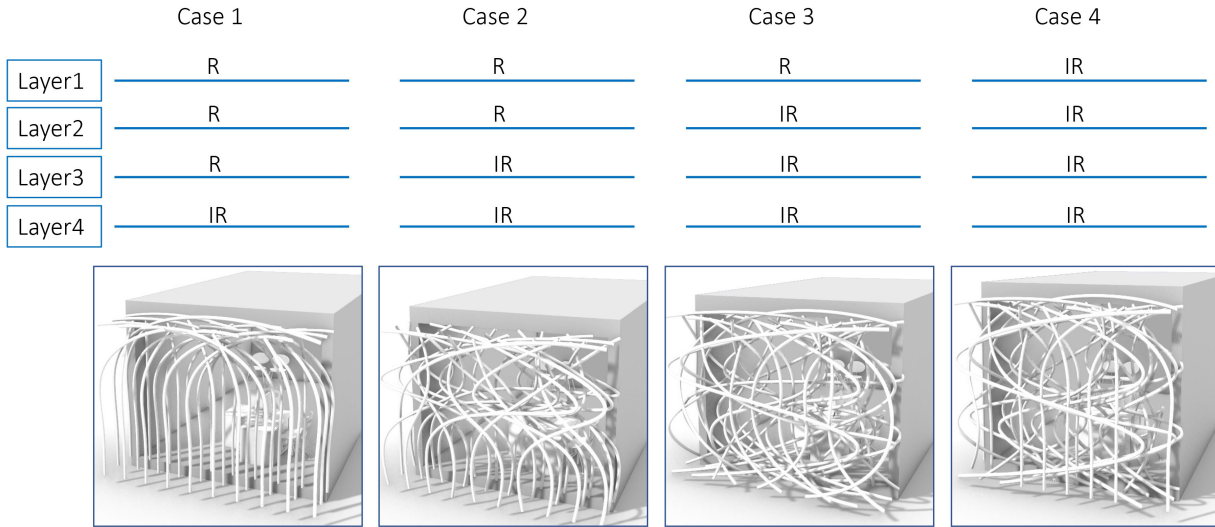 Case 1 Case 2 Case 3 Case 4
R R R IR
Layer1
R R IR IR
Layer2
R IR IR IR
Layer3
IR IR IR IR
Layer4